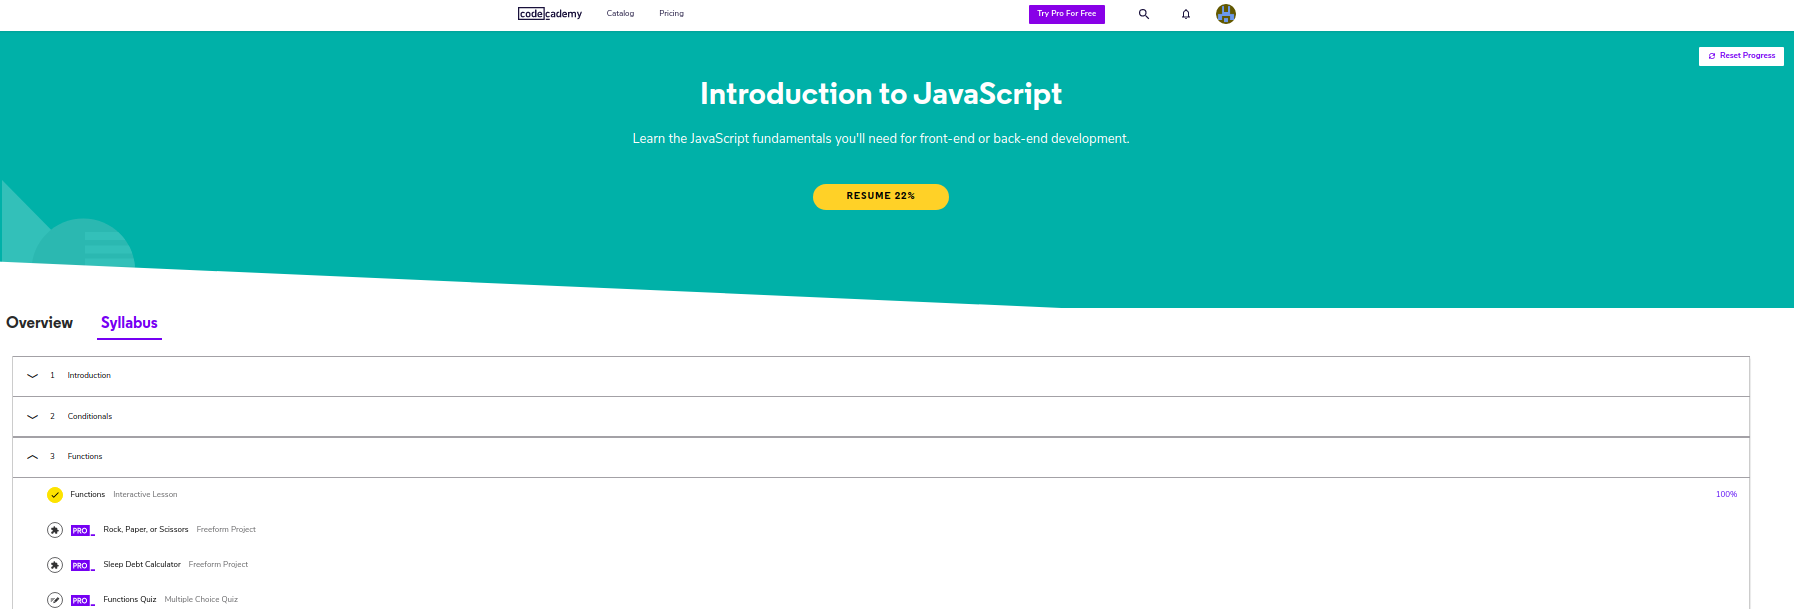 codecademy Catalog Pricing Try Pro For Free
Reset Progress
Introduction to JavaScript
Learn the JavaScript fundamentals you'll need for front-end or back-end development.
RESUME 22%
Overview Syllabus
1 Introduction
2 Conditionals
3 Functions
Functions Interactive Lesson 100%
PRO Rock, Paper, or Scissors Freeform Project
PRO Sleep Debt Calculator Freeform Project
PRO Functions Quiz Multiple Choice Quiz